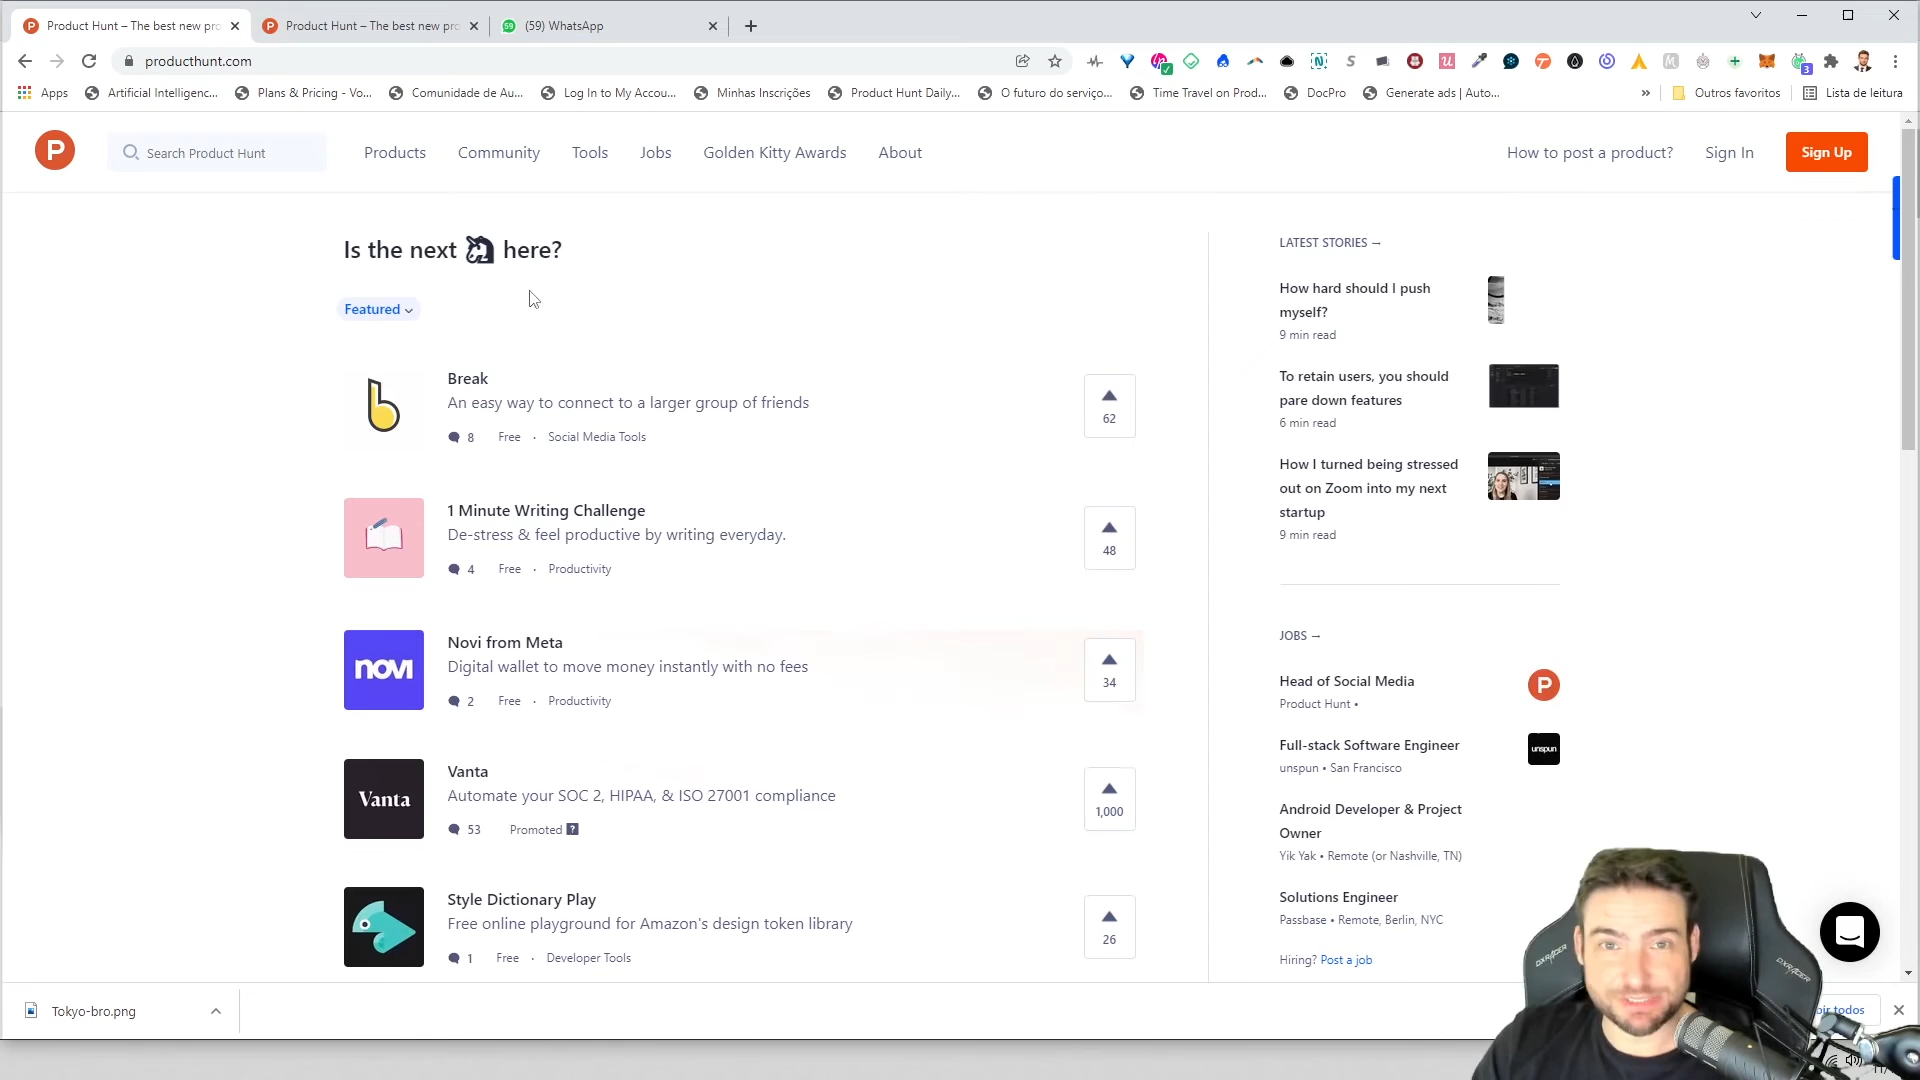 Product Hunt – The best new pro
Product Hunt – The best new pro
59
(59) WhatsApp
producthunt.com
3
Apps
Artificial Intelligenc...
Plans & Pricing - Vo...
Comunidade de Au...
Log In to My Accou...
Minhas Inscrições
Product Hunt Daily...
O futuro do serviço...
Time Travel on Prod...
DocPro
Generate ads | Auto...
»
Outros favoritos
Lista de leitura
P
Search Product Hunt
Products
Community
Tools
Jobs
Golden Kitty Awards
About
How to post a product?
Sign In
Sign Up
Is the next here?
Featured
b
Break
An easy way to connect to a larger group of friends
8 Free · Social Media Tools
62
1 Minute Writing Challenge
De-stress & feel productive by writing everyday.
4 Free · Productivity
48
novi
Novi from Meta
Digital wallet to move money instantly with no fees
2 Free · Productivity
34
Vanta
Vanta
Automate your SOC 2, HIPAA, & ISO 27001 compliance
53 Promoted ?
1,000
Style Dictionary Play
Free online playground for Amazon's design token library
1 Free · Developer Tools
26
LATEST STORIES →
How hard should I push
myself?
9 min read
To retain users, you should
pare down features
6 min read
How I turned being stressed
out on Zoom into my next
startup
9 min read
JOBS →
Head of Social Media
Product Hunt •
P
Full-stack Software Engineer
unspun • San Francisco
unspun
Android Developer & Project
Owner
Yik Yak • Remote (or Nashville, TN)
Solutions Engineer
Passbase • Remote, Berlin, NYC
Hiring? Post a job
DXRACER
DXRACER
Tokyo-bro.png
todos